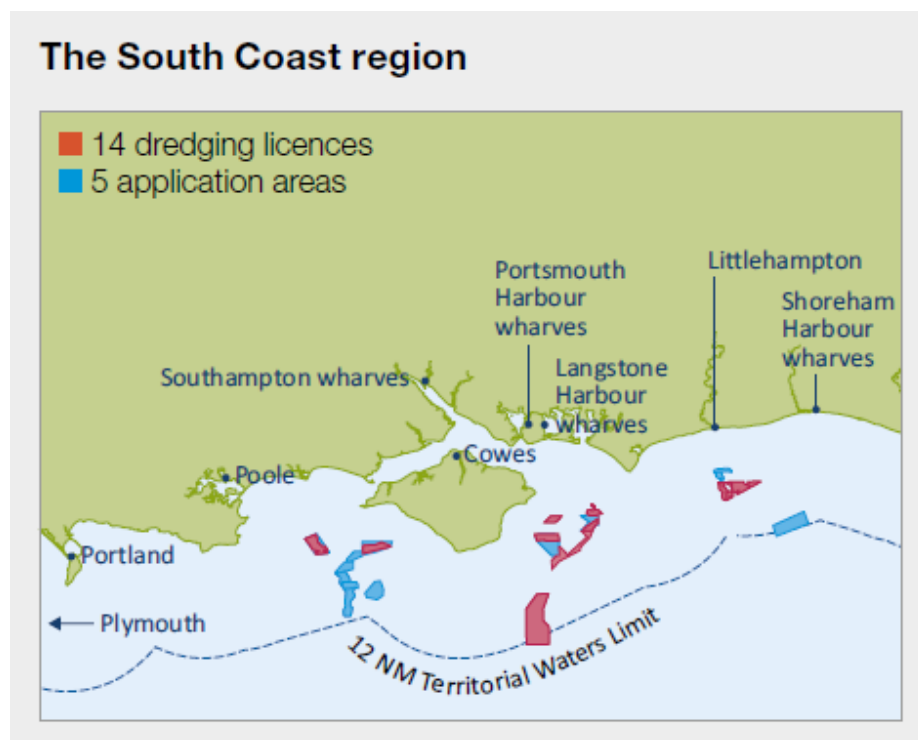 The South Coast region
14 dredging licences
5 application areas
Portsmouth
Harbour
wharves
Littlehampton
Shoreham
Harbour
wharves
Southampton wharves
Langstone
Harbour
wharves
Cowes
Poole
Portland
Plymouth
12 NM Territorial Waters Limit